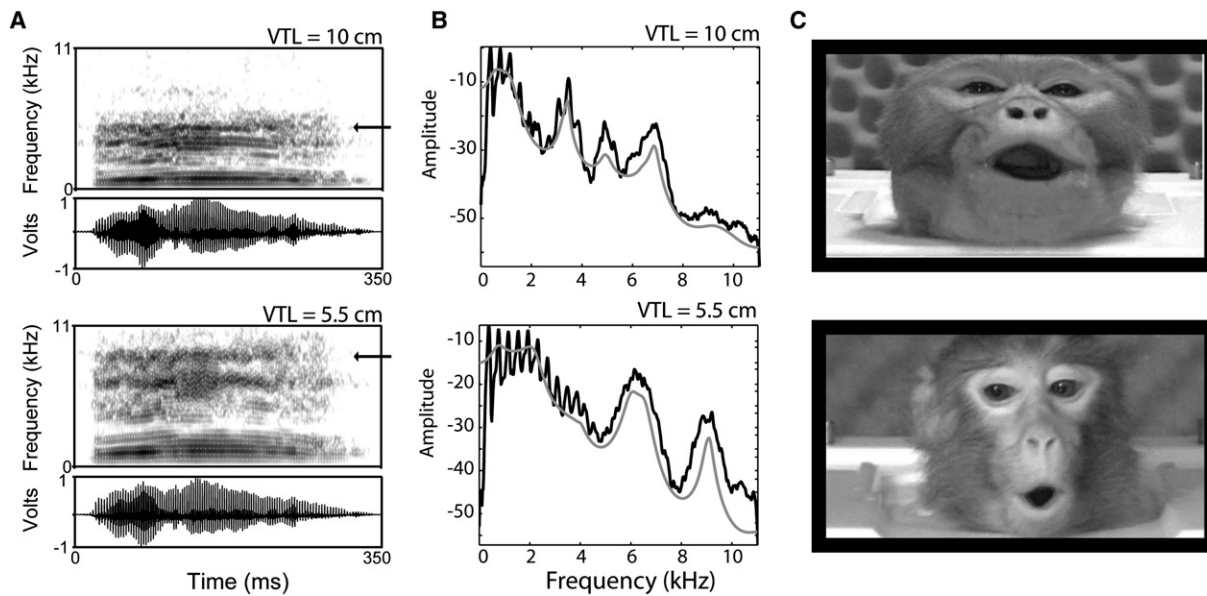 A
VTL = 10 cm
Frequency (kHz)
11
0
Volts
1
-1
0
350
VTL = 5.5 cm
Frequency (kHz)
11
0
Volts
1
-1
0
350
Time (ms)
B
VTL = 10 cm
Amplitude
-10
-30
-50
0 2 4 6 8 10
VTL = 5.5 cm
Amplitude
-10
-20
-30
-40
-50
0 2 4 6 8 10
Frequency (kHz)
C